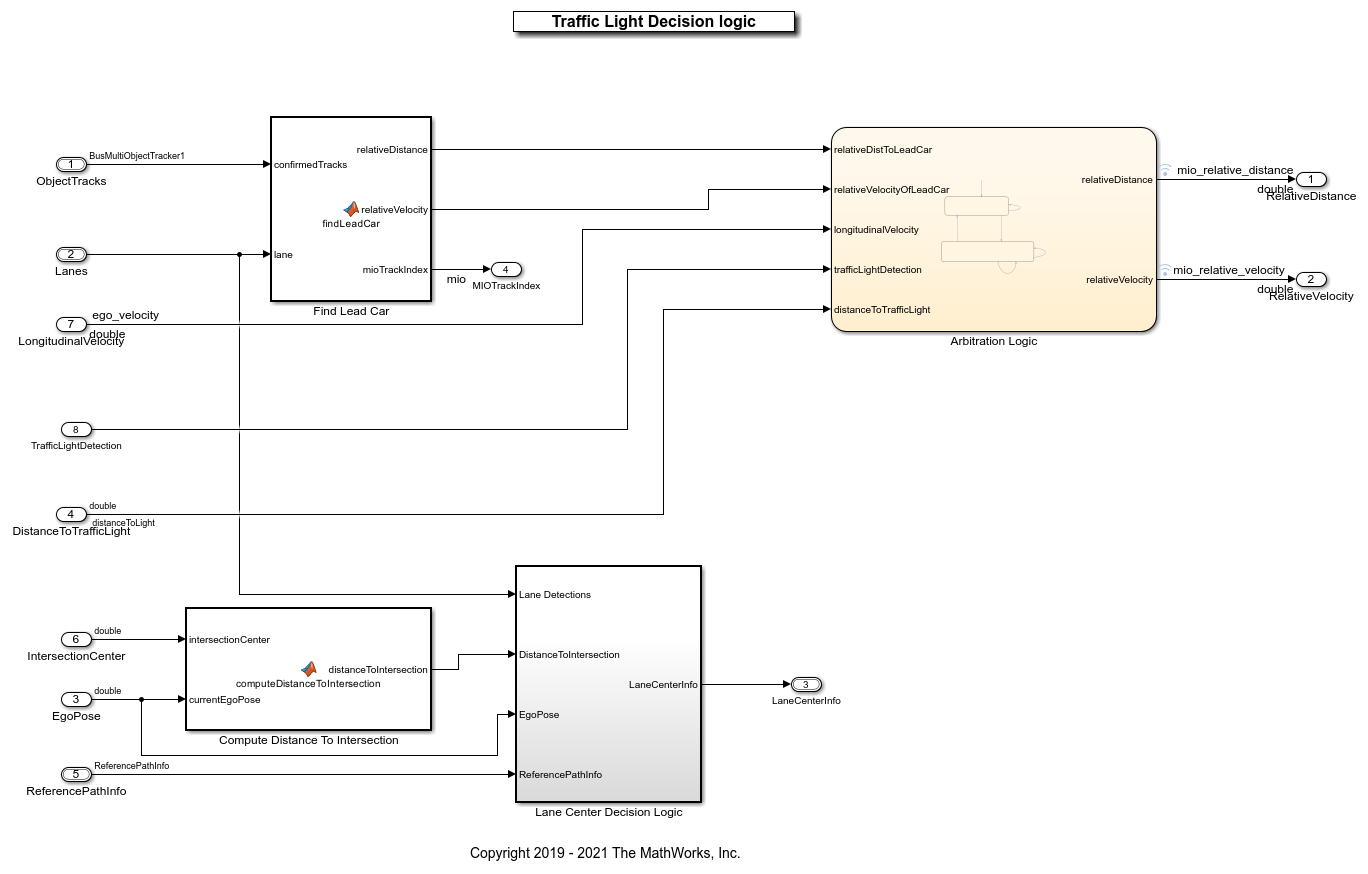 Traffic Light Decision logic
1
BusMultiObjectTracker1
ObjectTracks
confirmedTracks
relativeDistance
relativeVelocity
findLeadCar
2
Lanes
lane
mioTrackIndex
mio
4
MIOTrackIndex
Find Lead Car
7
ego_velocity
double
LongitudinalVelocity
relativeDistToLeadCar
relativeVelocityOfLeadCar
longitudinalVelocity
trafficLightDetection
distanceToTrafficLight
relativeDistance
relativeVelocity
Arbitration Logic
mio_relative_distance
double
1
RelativeDistance
mio_relative_velocity
double
2
RelativeVelocity
8
TrafficLightDetection
double
4
distanceToLight
DistanceToTrafficLight
6
double
IntersectionCenter
intersectionCenter
distanceToIntersection
computeDistanceToIntersection
3
double
EgoPose
currentEgoPose
Compute Distance To Intersection
5
ReferencePathInfo
ReferencePathInfo
Lane Detections
DistanceToIntersection
LaneCenterInfo
EgoPose
ReferencePathInfo
Lane Center Decision Logic
3
LaneCenterInfo
Copyright 2019 - 2021 The MathWorks, Inc.